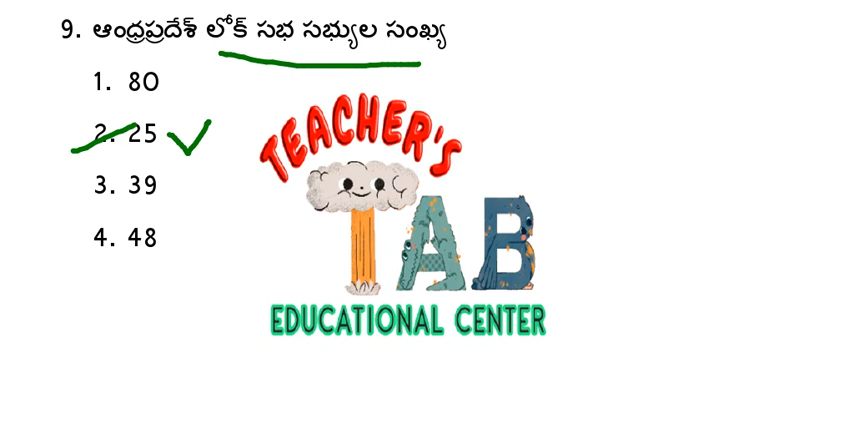 9. ఆంధ్రప్రదేశ్ లోక్ సభ సభ్యుల సంఖ్య
1. 80
2. 25
3. 39
4. 48
TEACHER'S
TAB
EDUCATIONAL CENTER